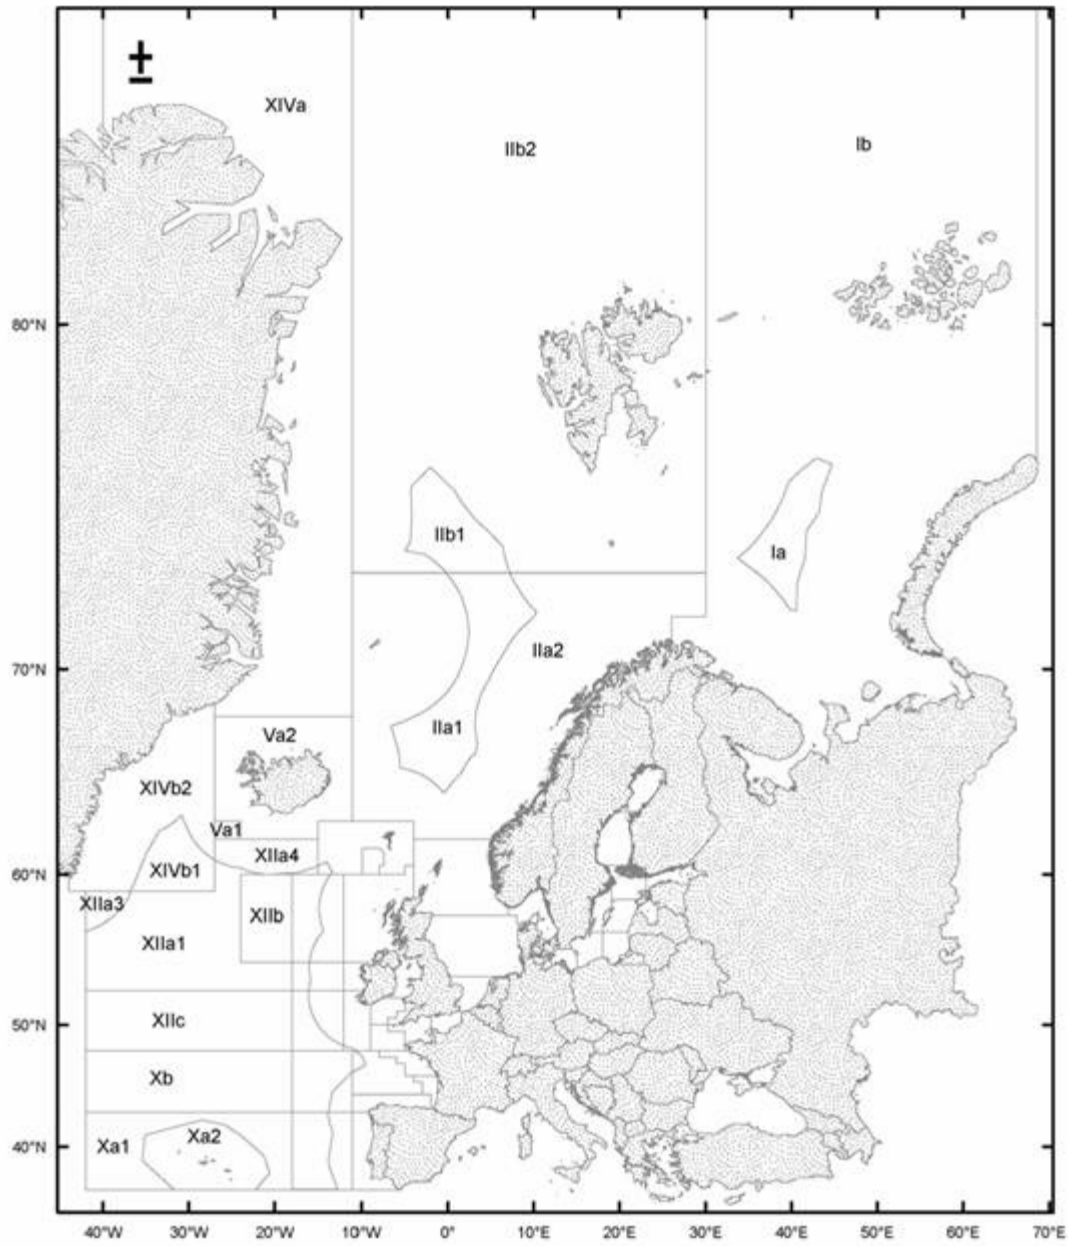 XIVa
IIb2
Ib
80°N
IIb1
Ia
IIa2
70°N
IIa1
Va2
XIVb2
Va1
XIIa4
XIVb1
60°N
XIIa3
XIIb
XIIa1
XIIc
50°N
Xb
Xa2
Xa1
40°N
40°W 30°W 20°W 10°W 0° 10°E 20°E 30°E 40°E 50°E 60°E 70°E